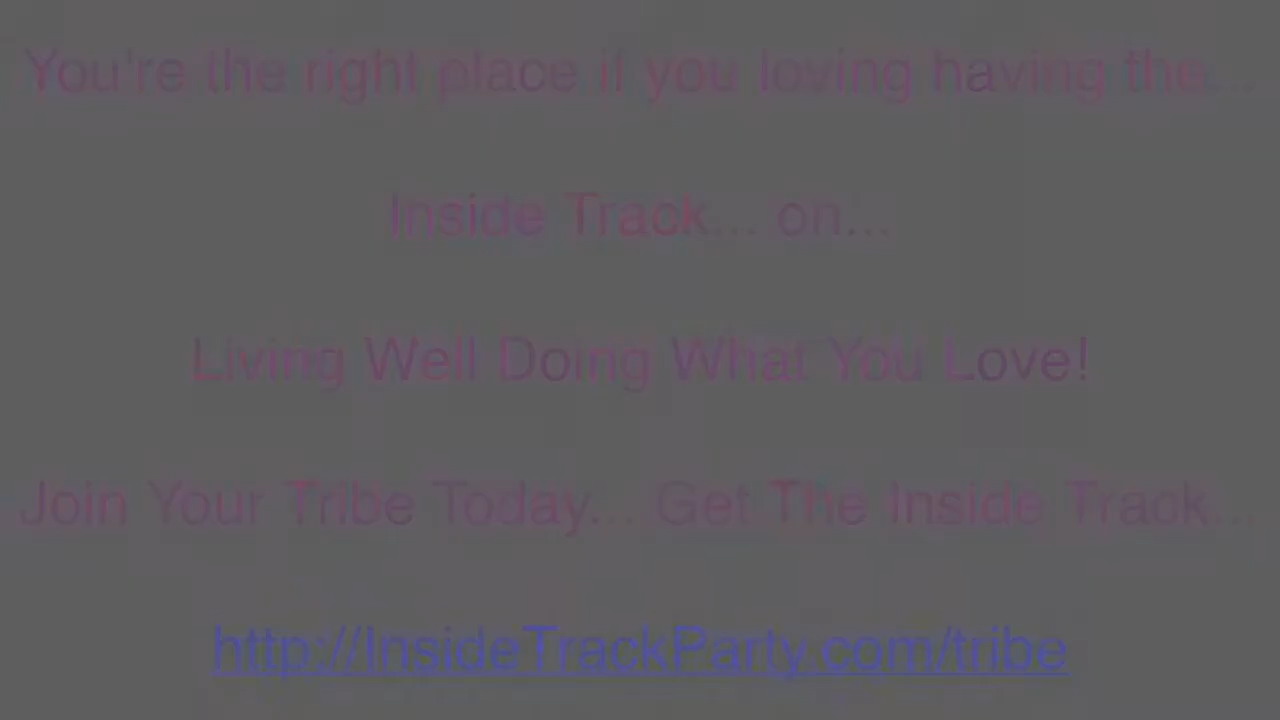 You're the right place if you loving having the...
Inside Track... on...
Living Well Doing What You Love!
Join Your Tribe Today... Get The Inside Track...
http://InsideTrackParty.com/tribe